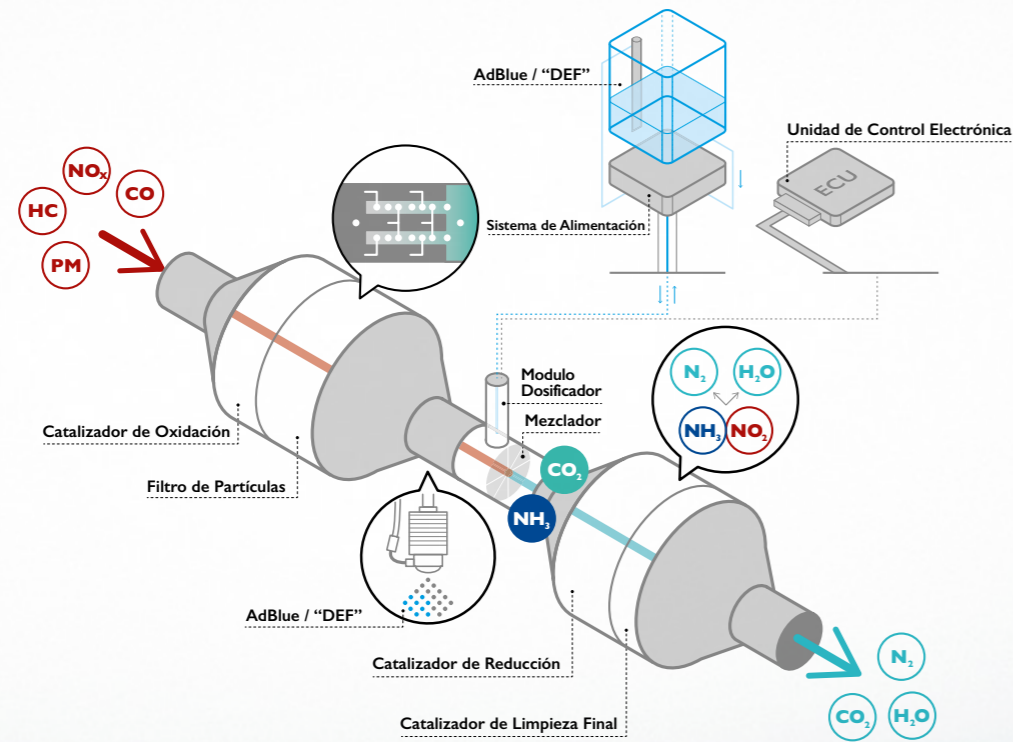 AdBlue / “DEF”
Unidad de Control Electrónica
ECU
Sistema de Alimentación
NOx
CO
HC
PM
Modulo
Dosificador
Mezclador
N₂
H₂O
NH₃
NO₂
Catalizador de Oxidación
Filtro de Partículas
CO₂
NH₃
AdBlue / “DEF”
Catalizador de Reducción
Catalizador de Limpieza Final
N₂
CO₂
H₂O